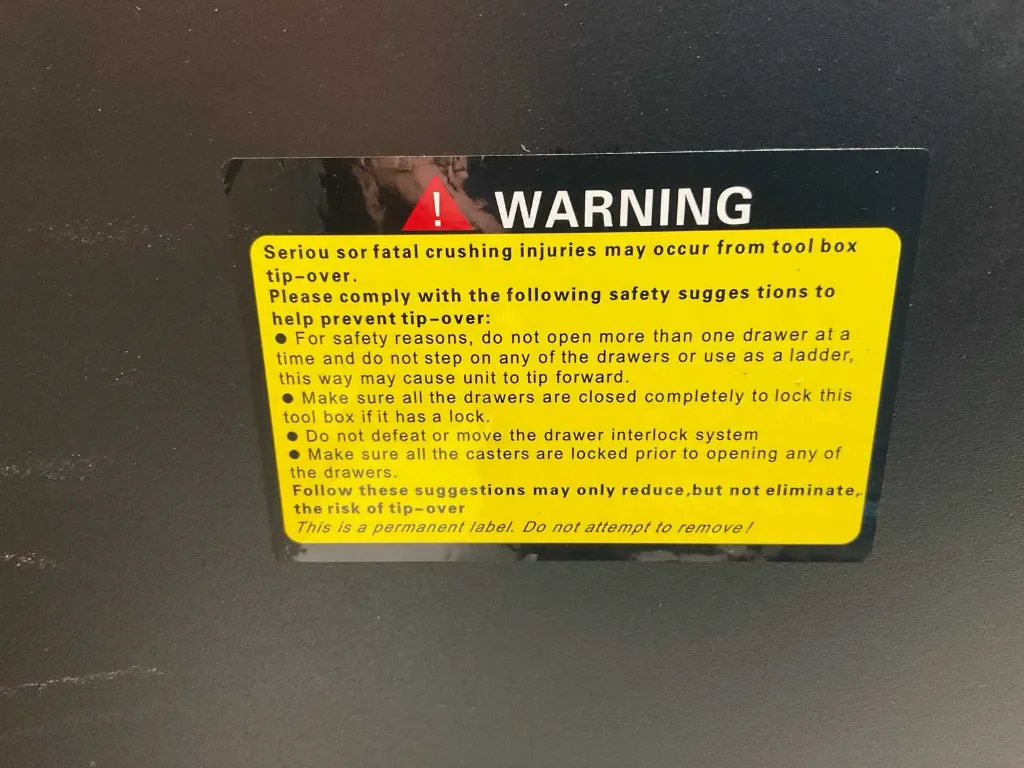 ! WARNING
Seriou sor fatal crushing injuries may occur from tool box
tip-over.
Please comply with the following safety sugges tions to
help prevent tip-over:
● For safety reasons, do not open more than one drawer at a
time and do not step on any of the drawers or use as a ladder,
this way may cause unit to tip forward.
● Make sure all the drawers are closed completely to lock this
tool box if it has a lock.
● Do not defeat or move the drawer interlock system
● Make sure all the casters are locked prior to opening any of
the drawers.
Follow these suggestions may only reduce,but not eliminate,
the risk of tip-over
This is a permanent label. Do not attempt to remove!